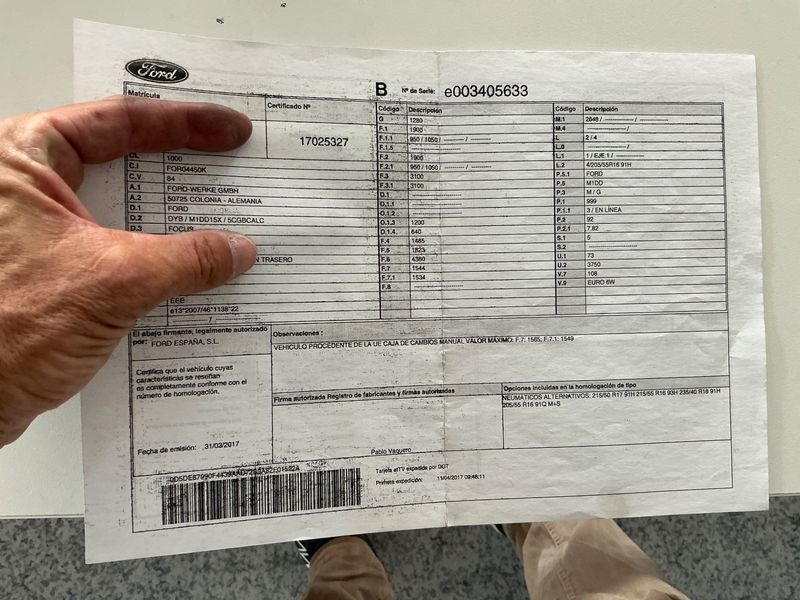 Ford
B Nº de Serie: e003405633
Matrícula
Certificado Nº
17025327
CL 1000
C.I FOR04450K
C.V 84
A.1 FORD-WERKE GMBH
A.2 50725 COLONIA - ALEMANIA
D.1 FORD
D.2 DYB / M1DD15X / 5CGBCALC
D.3 FOCUS
N TRASERO
EEE
e13*2007/46*1138*22
Código Descripción
G 1280
F.1 1900
F.1.1 950 / 1050 /
F.1.5
F.2 1900
F.2.1 950 / 1050 /
F.3 3100
F.3.1 3100
O.1
O.1.1
O.1.2
O.1.3 1200
O.1.4. 640
F.4 1485
F.5 1823
F.6 4360
F.7 1544
F.7.1 1534
F.8
Código Descripción
M.1 2648 /
M.4
L 2 / 4
L.0
L.1 1 / EJE.1 /
L.2 4/205/55R16 91H
P.5.1 FORD
P.5 M1DD
P.3 M / G
P.1 999
P.1.1 3 / EN LÍNEA
P.2 92
P.2.1 7.82
S.1 5
S.2
U.1 73
U.2 3750
V.7 108
V.9 EURO 6W
El abajo firmante, legalmente autorizado
por: FORD ESPAÑA, S.L.
Certifica que el vehículo cuyas
características se reseñan
es completamente conforme con el
número de homologación.
Fecha de emisión: 31/03/2017
Observaciones :
VEHICULO PROCEDENTE DE LA UE CAJA DE CAMBIOS MANUAL VALOR MÁXIMO: F.7: 1565; F.7.1: 1549
Firma autorizada Registro de fabricantes y firmas autorizadas
Pablo Vaquero
Opciones incluidas en la homologación de tipo
NEUMÁTICOS ALTERNATIVOS: 215/50 R17 91H 215/55 R16 93H 235/40 R18 91H
205/55 R16 91Q M+S
Tarjeta eITV expedida por DGT
Primera expedición: 11/04/2017 09:48:11